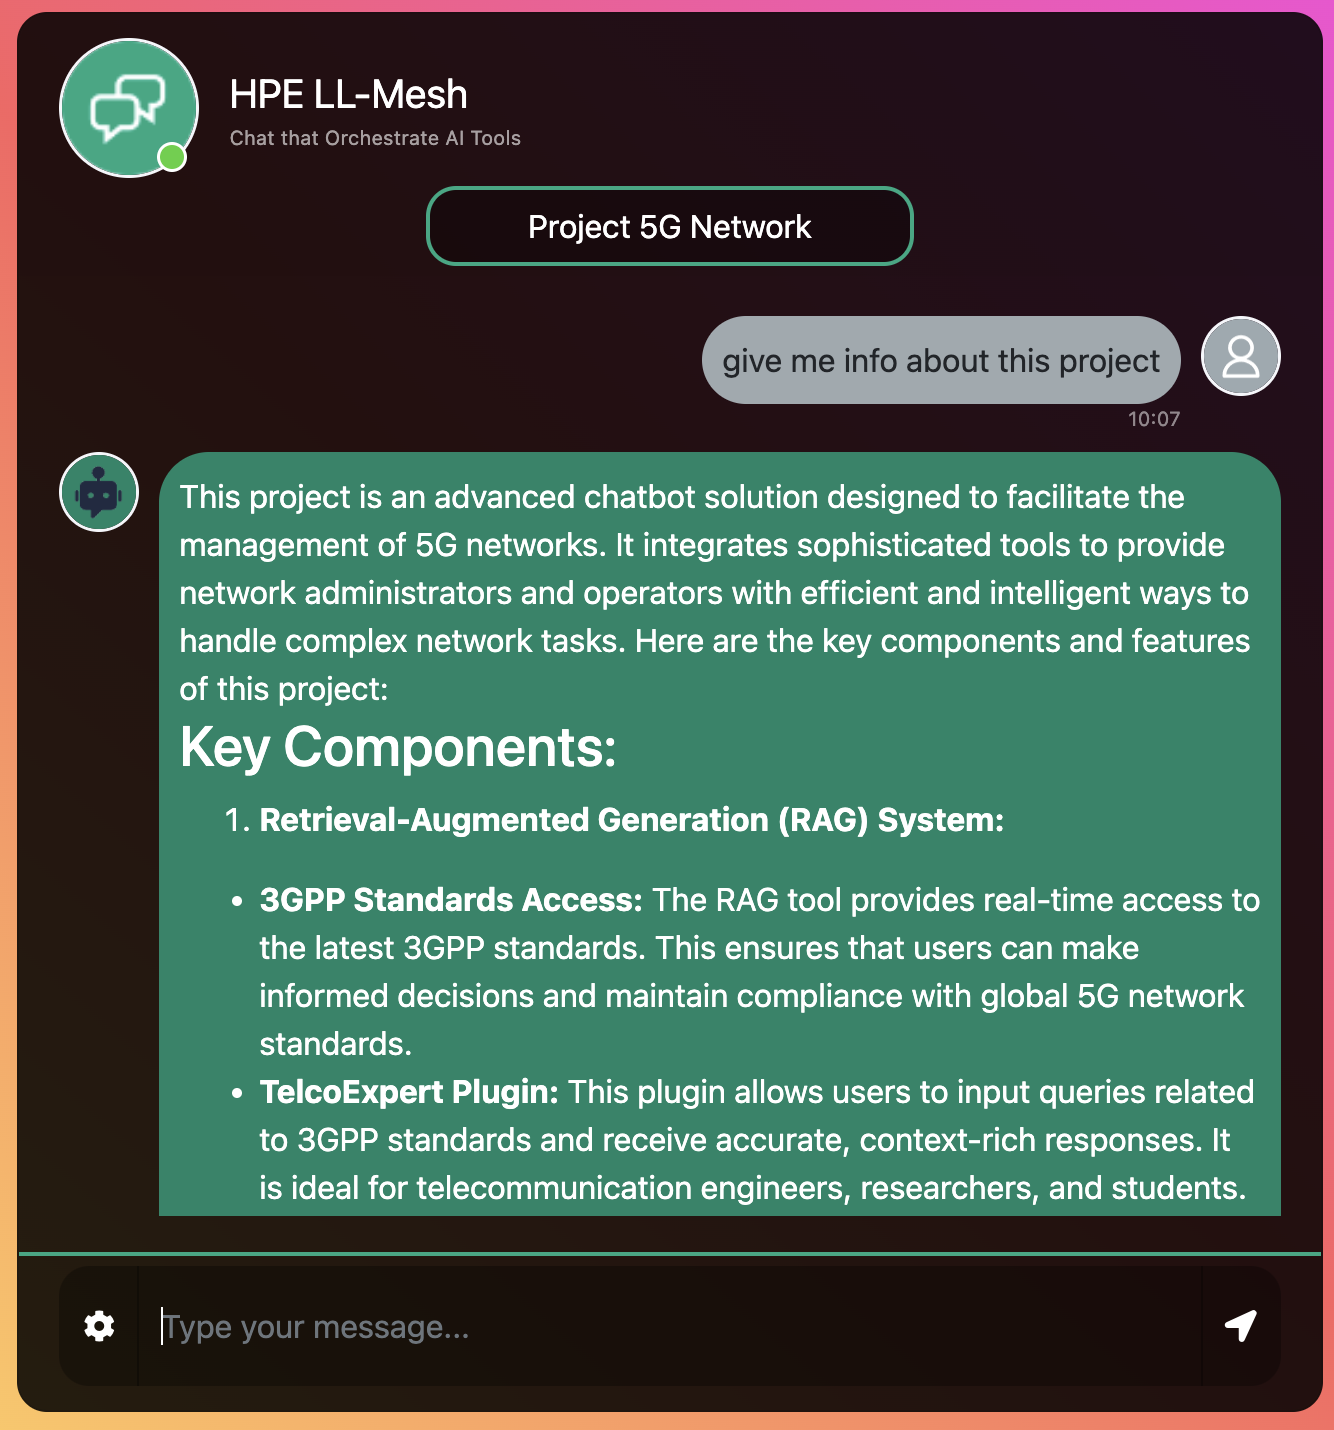 HPE LL-Mesh
Chat that Orchestrate AI Tools
Project 5G Network
give me info about this project
10:07
This project is an advanced chatbot solution designed to facilitate the
management of 5G networks. It integrates sophisticated tools to provide
network administrators and operators with efficient and intelligent ways to
handle complex network tasks. Here are the key components and features
of this project:
Key Components:
1. Retrieval-Augmented Generation (RAG) System:
• 3GPP Standards Access: The RAG tool provides real-time access to
the latest 3GPP standards. This ensures that users can make
informed decisions and maintain compliance with global 5G network
standards.
• TelcoExpert Plugin: This plugin allows users to input queries related
to 3GPP standards and receive accurate, context-rich responses. It
is ideal for telecommunication engineers, researchers, and students.
Type your message...